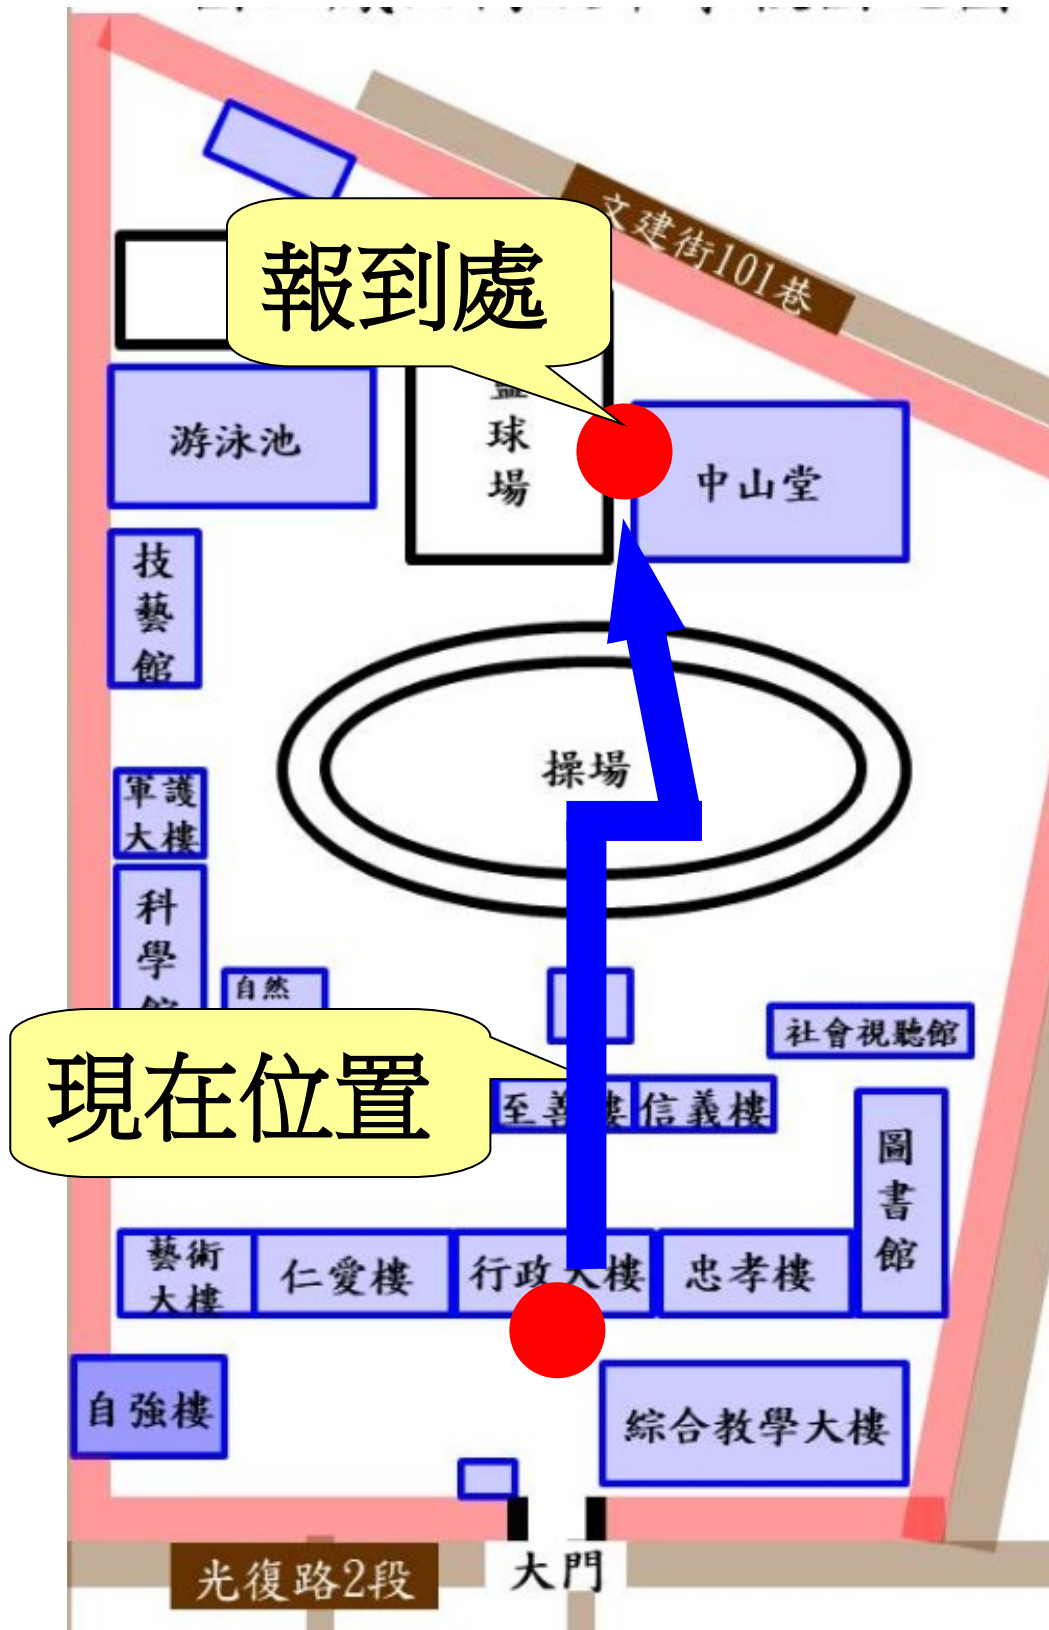 文建街101巷
報到處
球場
游泳池
中山堂
技藝館
操場
軍護
大樓
科學
自然
社會視聽館
現在位置
至善樓
信義樓
圖書館
藝術
大樓
仁愛樓
行政大樓
忠孝樓
自強樓
綜合教學大樓
大門
光復路2段